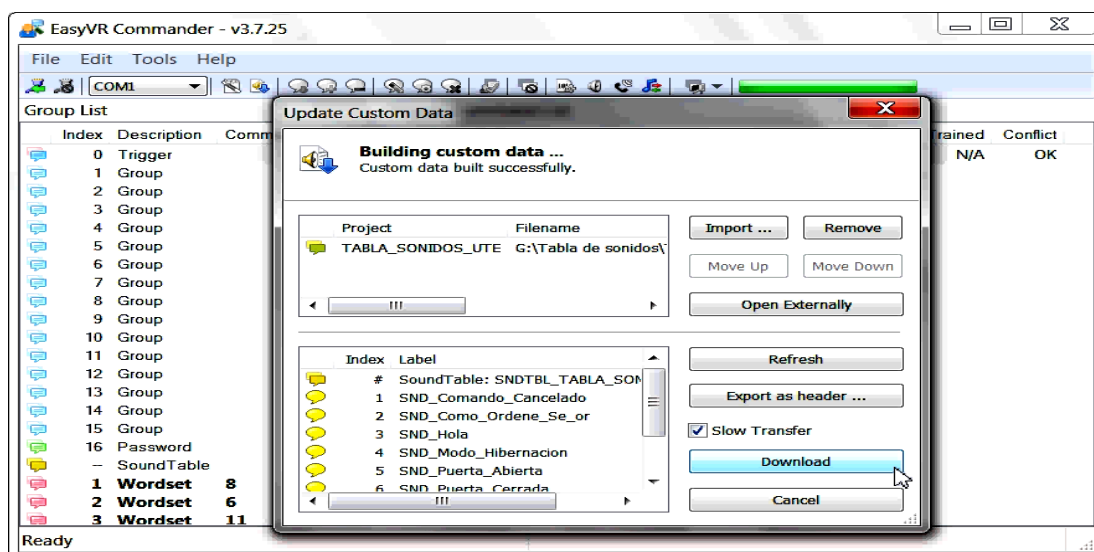 EasyVR Commander - v3.7.25
File Edit Tools Help
COM1
Group List
Index Description Comm
Trained Conflict
0 Trigger
N/A OK
1 Group
2 Group
3 Group
4 Group
5 Group
6 Group
7 Group
8 Group
9 Group
10 Group
11 Group
12 Group
13 Group
14 Group
15 Group
16 Password
-- SoundTable
1 Wordset 8
2 Wordset 6
3 Wordset 11
Ready
Update Custom Data
Building custom data ...
Custom data built successfully.
Project Filename
TABLA_SONIDOS_UTE G:\Tabla de sonidos\
Import ... Remove
Move Up Move Down
Open Externally
Index Label
# SoundTable: SNDTBL_TABLA_SON
1 SND_Comando_Cancelado
2 SND_Como_Ordene_Se_or
3 SND_Hola
4 SND_Modo_Hibernacion
5 SND_Puerta_Abierta
6 SND_Puerta_Cerrada
Refresh
Export as header ...
Slow Transfer
Download
Cancel